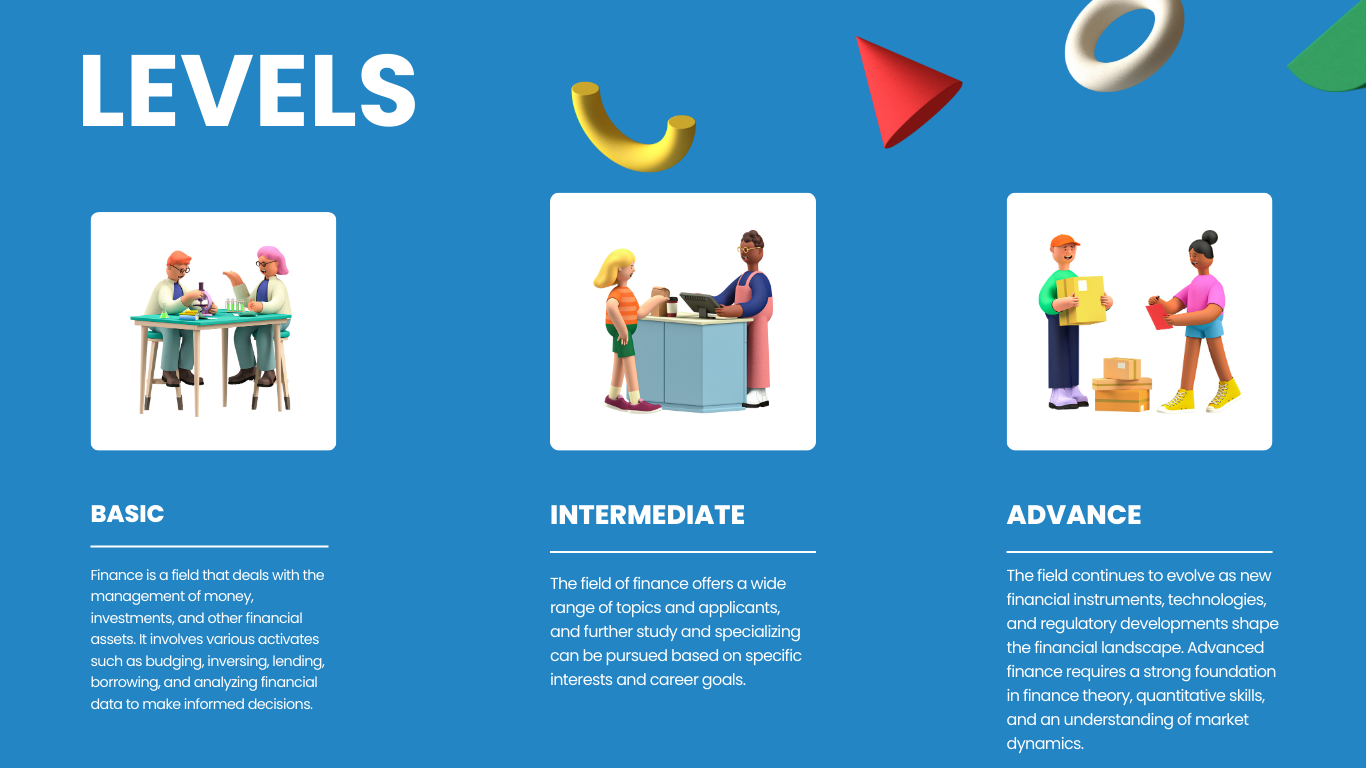 LEVELS
BASIC
Finance is a field that deals with the
management of money,
investments, and other financial
assets. It involves various activates
such as budging, inversing, lending,
borrowing, and analyzing financial
data to make informed decisions.
INTERMEDIATE
The field of finance offers a wide
range of topics and applicants,
and further study and specializing
can be pursued based on specific
interests and career goals.
ADVANCE
The field continues to evolve as new
financial instruments, technologies,
and regulatory developments shape
the financial landscape. Advanced
finance requires a strong foundation
in finance theory, quantitative skills,
and an understanding of market
dynamics.